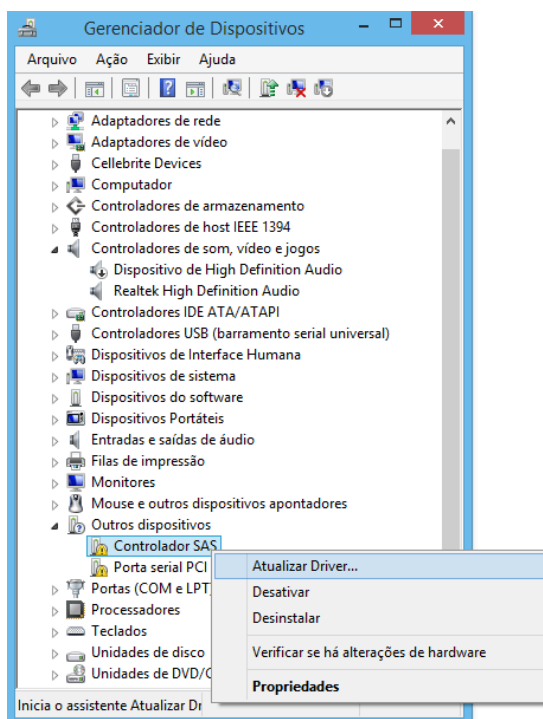 Gerenciador de Dispositivos
Arquivo Ação Exibir Ajuda
Adaptadores de rede
Adaptadores de vídeo
Cellebrite Devices
Computador
Controladores de armazenamento
Controladores de host IEEE 1394
Controladores de som, vídeo e jogos
Dispositivo de High Definition Audio
Realtek High Definition Audio
Controladores IDE ATA/ATAPI
Controladores USB (barramento serial universal)
Dispositivos de Interface Humana
Dispositivos de sistema
Dispositivos do software
Dispositivos Portáteis
Entradas e saídas de áudio
Filas de impressão
Monitores
Mouse e outros dispositivos apontadores
Outros dispositivos
Controlador SAS
Porta serial PCI
Portas (COM e LPT)
Processadores
Teclados
Unidades de disco
Unidades de DVD/C
Atualizar Driver...
Desativar
Desinstalar
Verificar se há alterações de hardware
Propriedades
Inicia o assistente Atualizar Dr